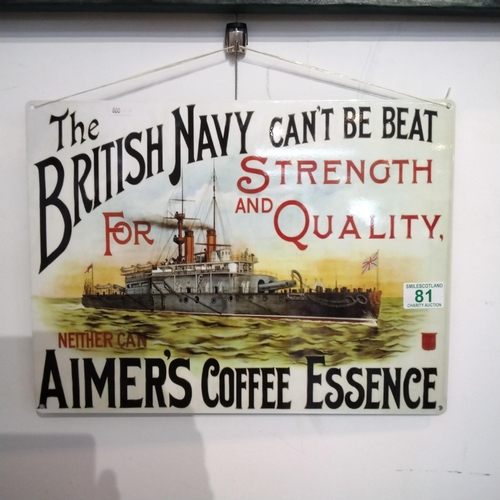 The
BRITISH NAVY CAN'T BE BEAT
FOR STRENGTH
AND QUALITY,
SMILESCOTLAND
81
CHARITY AUCTION
NEITHER CAN
AIMER'S COFFEE ESSENCE.